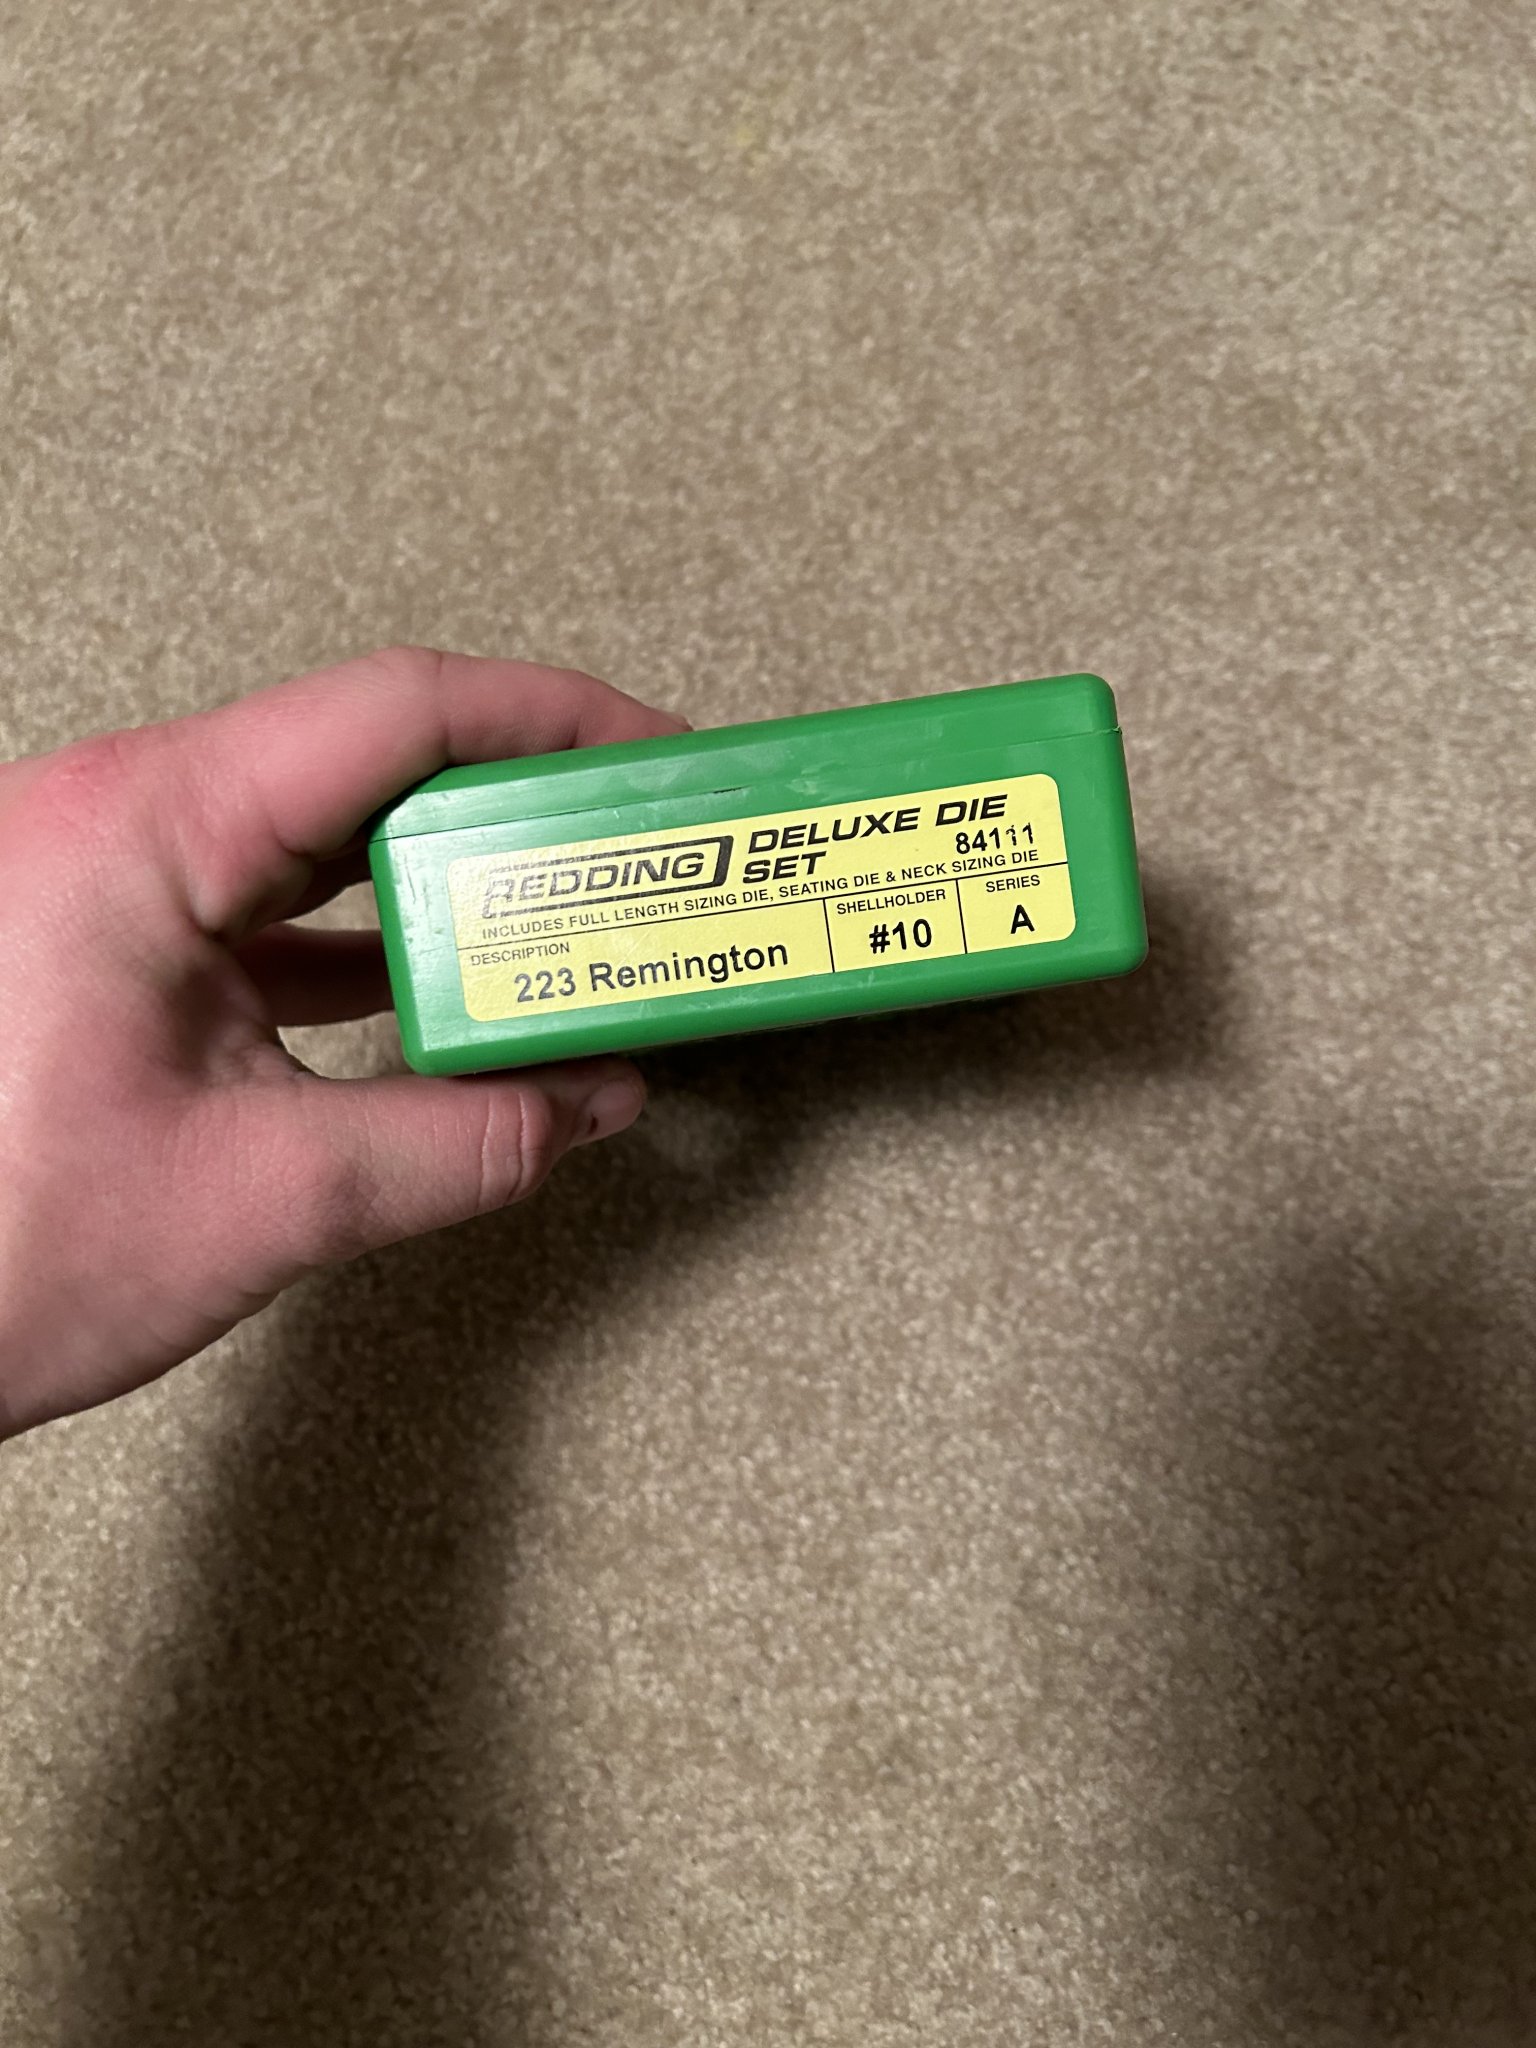 REDDING DELUXE DIE SET 84111
INCLUDES FULL LENGTH SIZING DIE, SEATING DIE & NECK SIZING DIE
DESCRIPTION
223 Remington
SHELLHOLDER
#10
SERIES
A